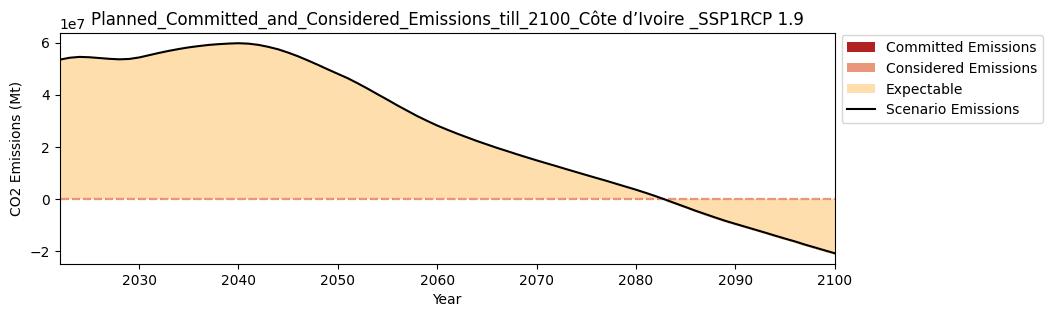 Planned_Committed_and_Considered_Emissions_till_2100_Côte d’Ivoire _SSP1RCP 1.9
1e7
6
4
2
0
−2
CO2 Emissions (Mt)
2030 2040 2050 2060 2070 2080 2090 2100
Year
Committed Emissions
Considered Emissions
Expectable
Scenario Emissions